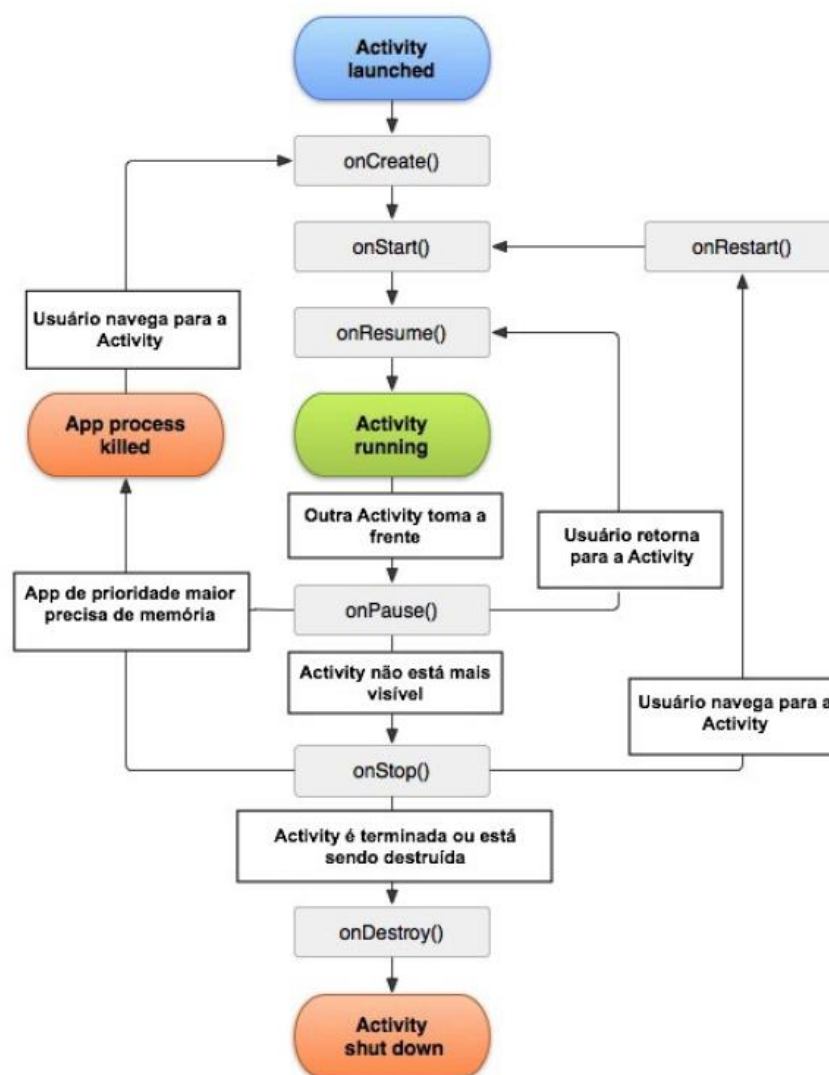 Activity
launched
onCreate()
onStart()
onRestart()
Usuário navega para a
Activity
onResume()
App process
killed
Activity
running
Outra Activity toma a
frente
Usuário retorna
para a Activity
App de prioridade maior
precisa de memória
onPause()
Activity não está mais
visível
Usuário navega para a
Activity
onStop()
Activity é terminada ou está
sendo destruída
onDestroy()
Activity
shut down